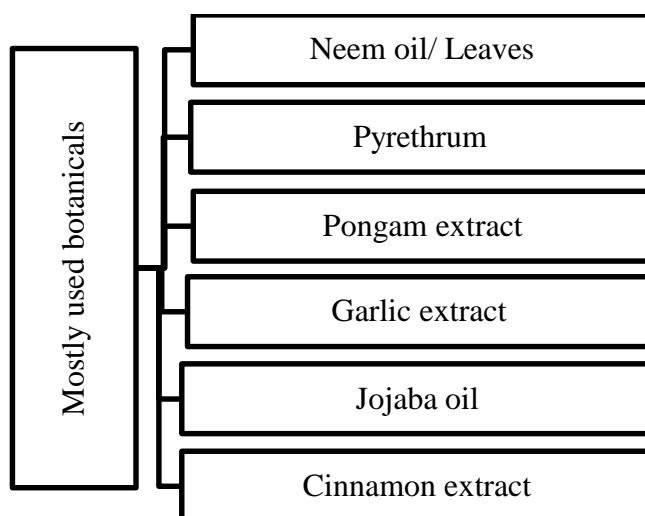 Mostly used botanicals
Neem oil/ Leaves
Pyrethrum
Pongam extract
Garlic extract
Jojaba oil
Cinnamon extract